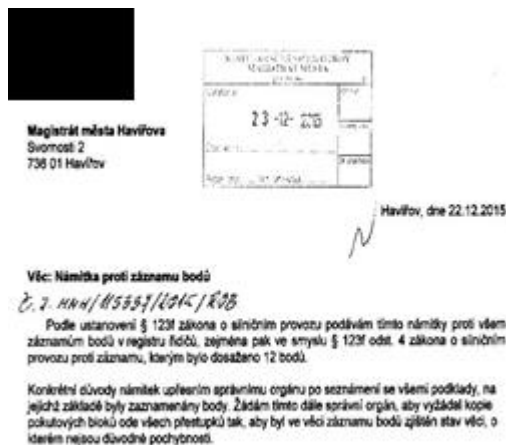 MAGISTRÁT MĚSTA
23 -12- 2015
Magistrát města Havířova
Svornosti 2
736 01 Havířov
Havířov, dne 22.12.2015
Věc: Námitka proti záznamu bodů
Podle ustanovení § 123f zákona o silničním provozu podávám tímto námitky proti všem
záznamům bodů v registru řidičů, zejména pak ve smyslu § 123f odst. 4 zákona o silničním
provozu proti záznamu, kterým bylo dosaženo 12 bodů.
Konkrétní důvody námitek upřesním správnímu orgánu po seznámení se všemi podklady, na
jejichž základě byly zaznamenány body. Žádám tímto dále správní orgán, aby vyžádal kopie
pokutových bloků ode všech přestupků tak, aby byl ve věci záznamu bodů zjištěn stav věci, o
kterém nejsou důvodné pochybnosti.